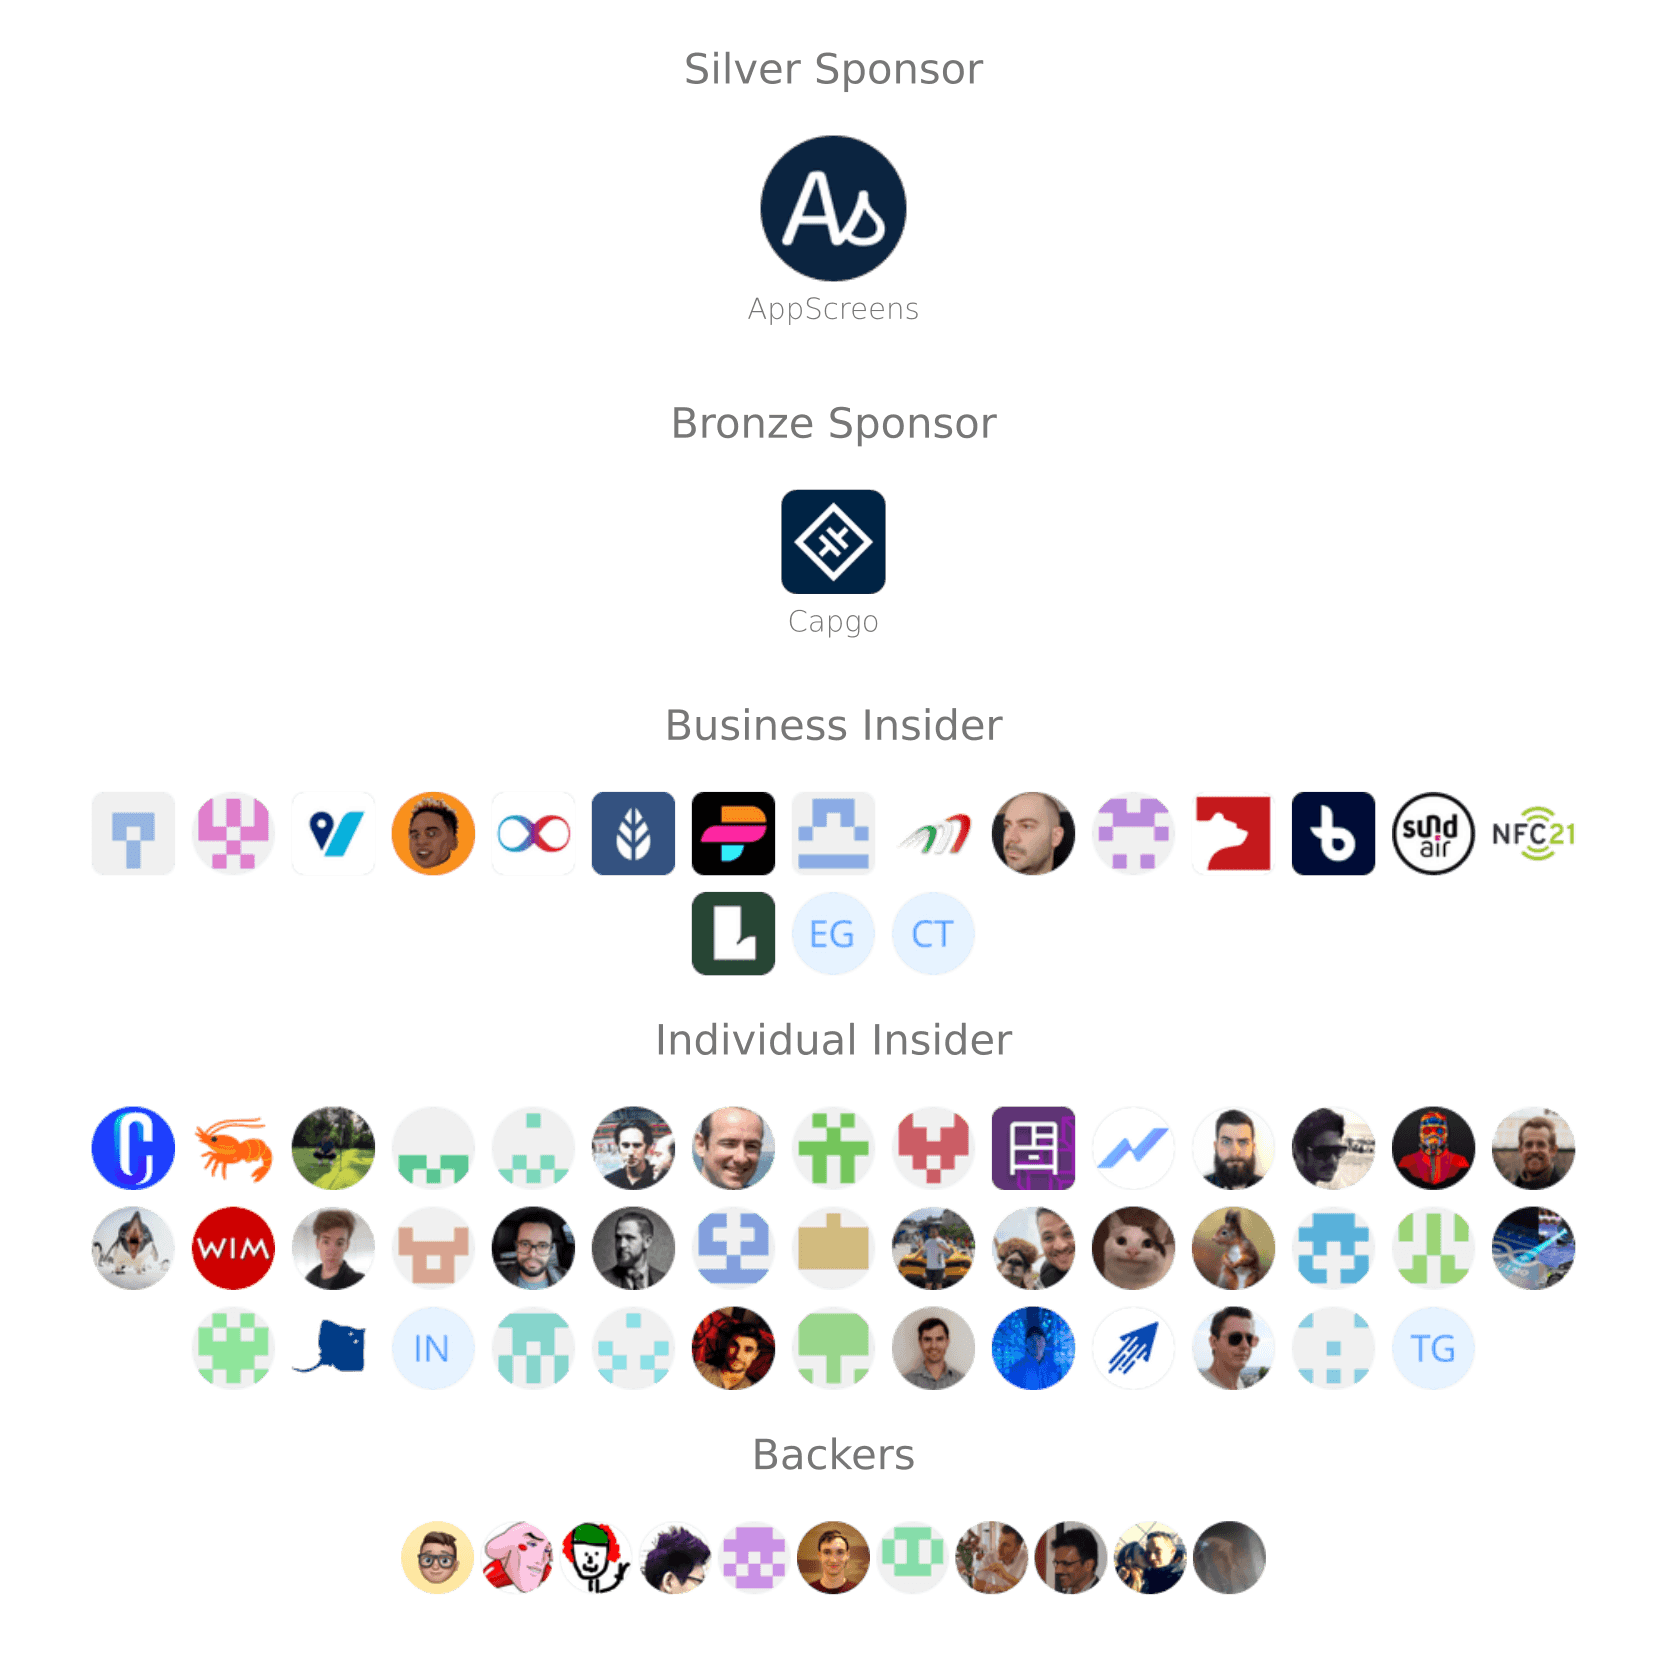 Silver Sponsor
As
AppScreens
Bronze Sponsor
Capgo
Business Insider
sund
air
NFC21
EG CT
Individual Insider
WIM
IN TG
Backers